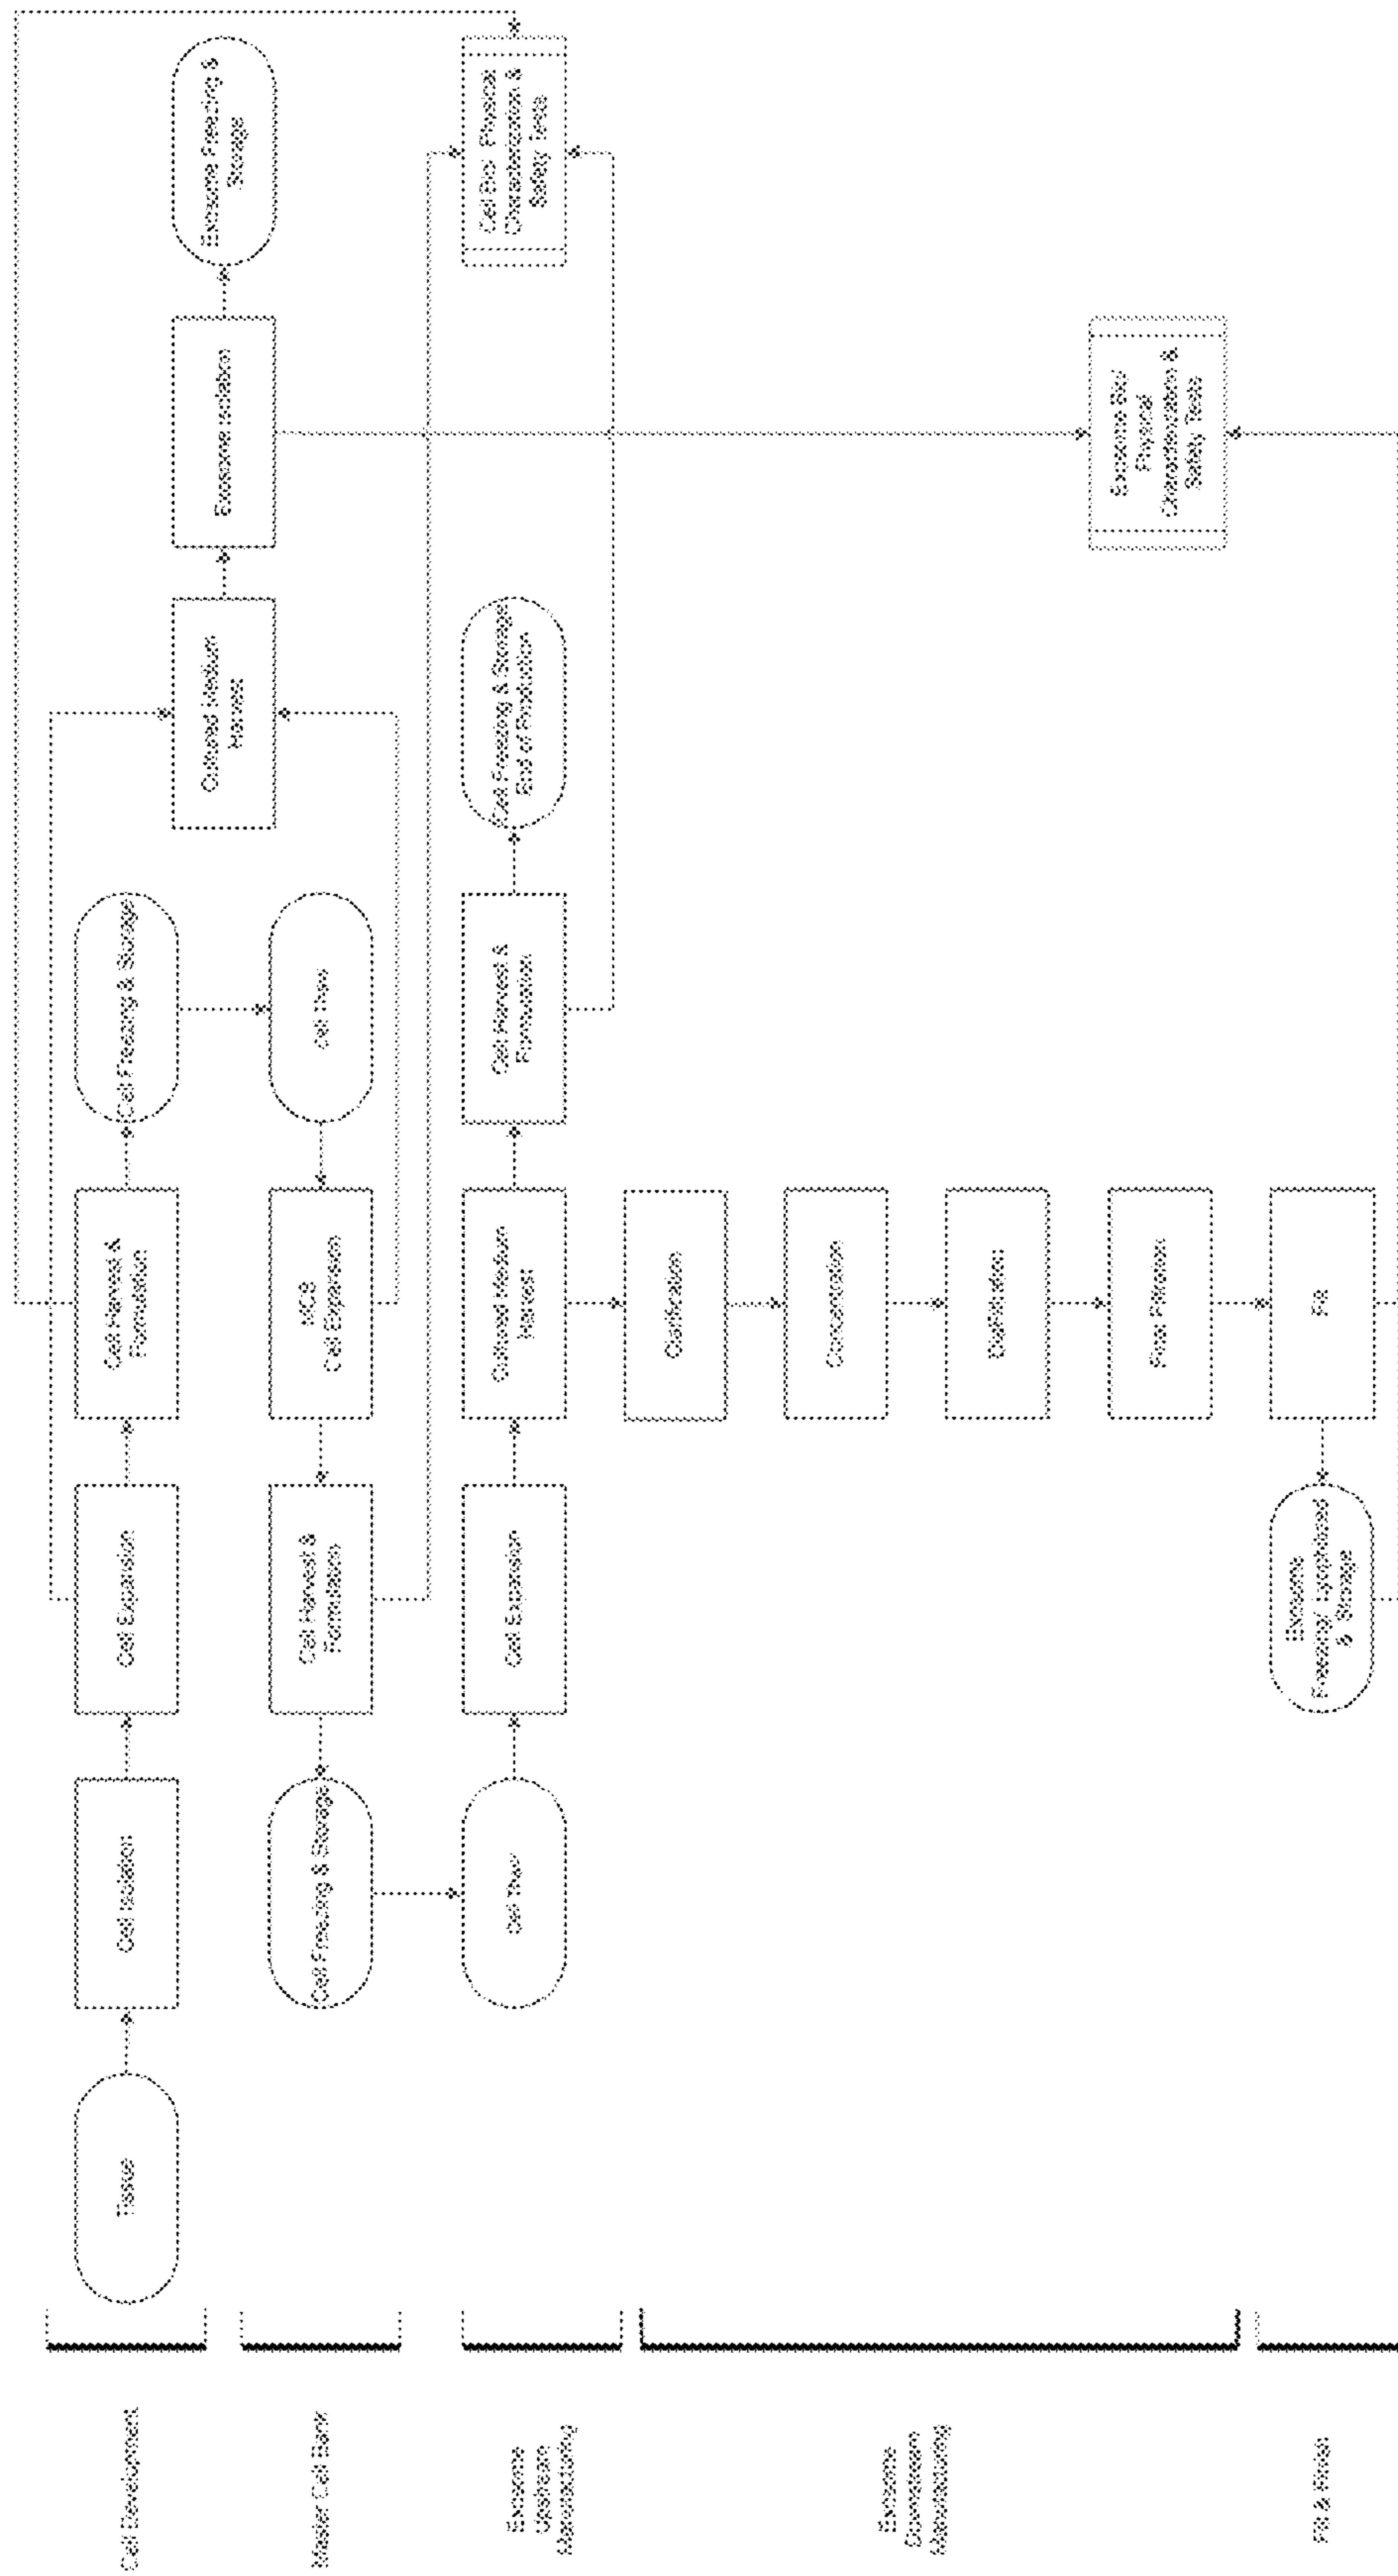 Cell Development
Tissue
Cell Isolation
Cell Expansion
Cell Harvest &
Formulation
Cell Freezing & Storage
Cultured Medium
Harvest
Exosome Isolation
Exosome Freezing &
Storage
Master Cell Bank
Cell Freezing & Storage
Cell Harvest &
Formulation
MCB
Cell Expansion
Cell Thaw
Exosome
Upstream
Manufacturing
Cell Thaw
Cell Expansion
Cultured Medium
Harvest
Cell Harvest &
Formulation
Cell Freezing & Storage
End of Production
Cell Bio/ Physical
Characterization &
Safety Tests
Exosome
Downstream
Manufacturing
Clarification
Concentration
Diafiltration
Final Filtration
Exosome Bio/
Physical
Characterization &
Safety Tests
Fill & Finish
Exosome
Freezing/ Lyophilized
& Storage
Fill